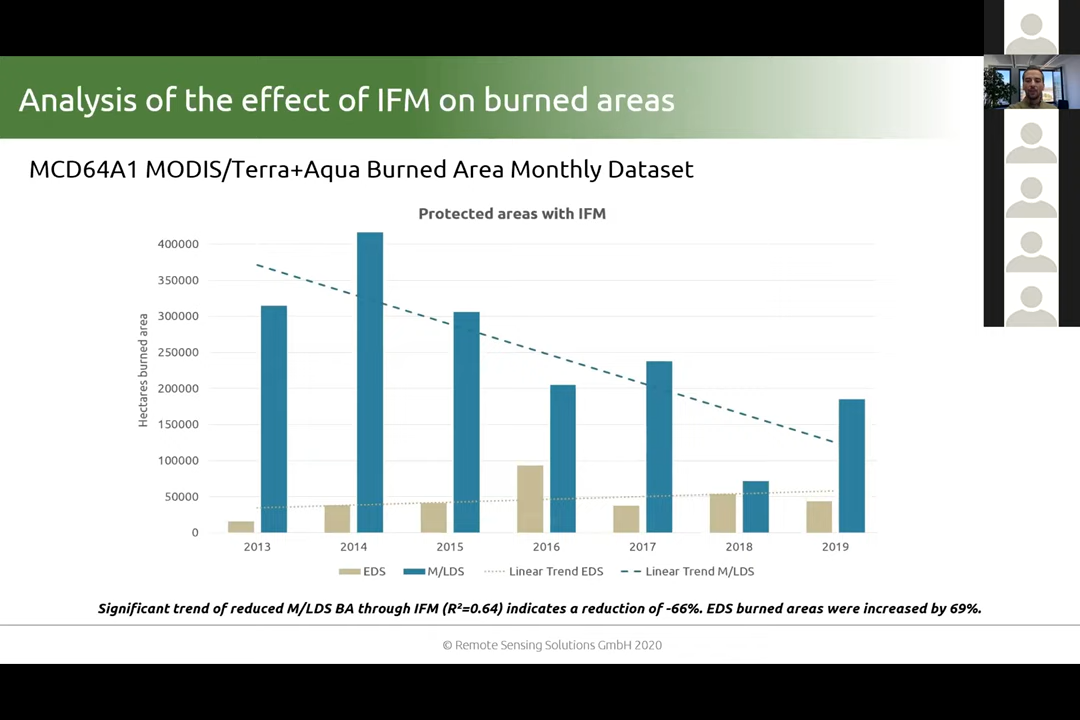 Analysis of the effect of IFM on burned areas
MCD64A1 MODIS/Terra+Aqua Burned Area Monthly Dataset
Protected areas with IFM
Hectares burned area
400000
350000
300000
250000
200000
150000
100000
50000
0
2013 2014 2015 2016 2017 2018 2019
EDS M/LDS Linear Trend EDS Linear Trend M/LDS
Significant trend of reduced M/LDS BA through IFM (R²=0.64) indicates a reduction of -66%. EDS burned areas were increased by 69%.
© Remote Sensing Solutions GmbH 2020